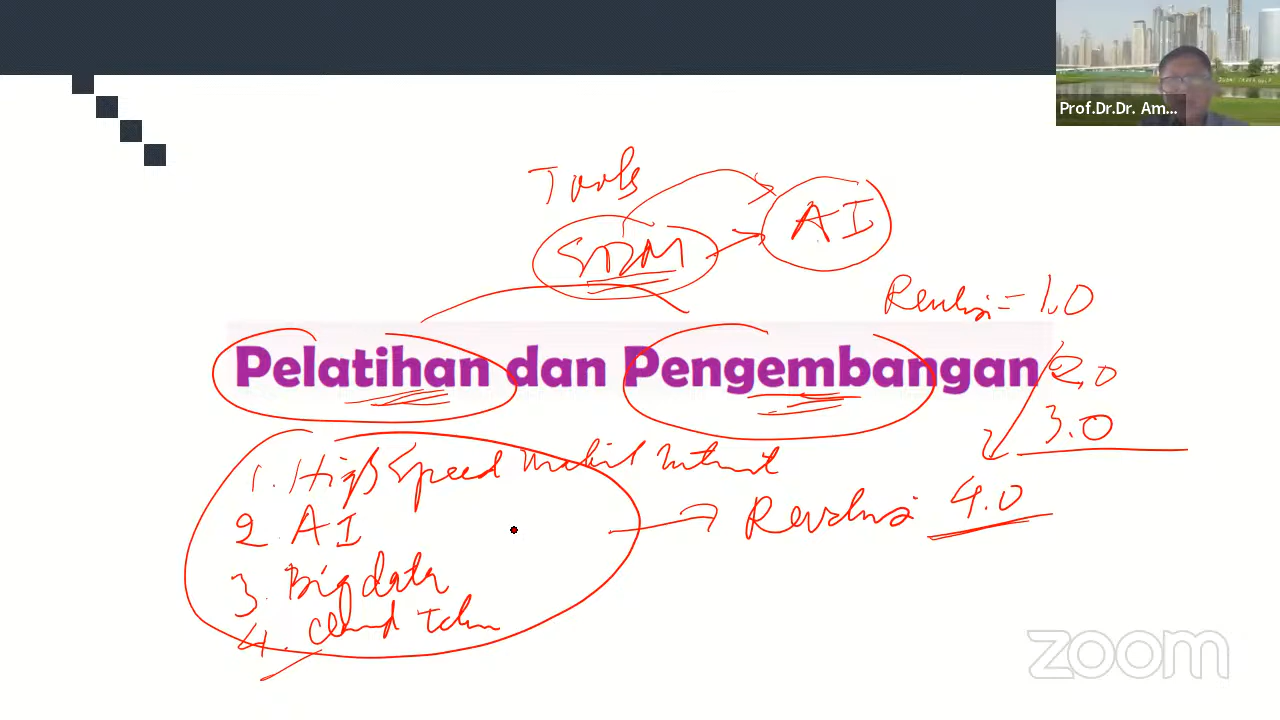 Prof.Dr.Dr. Am...
Tools
SDM
AI
Revolusi = 1.0
Pelatihan dan Pengembangan
2.0
3.0
1. High Speed Mobile Internet
2. AI
Revolusi 4.0
3. Big data
4. Cloud Tekn
zoom